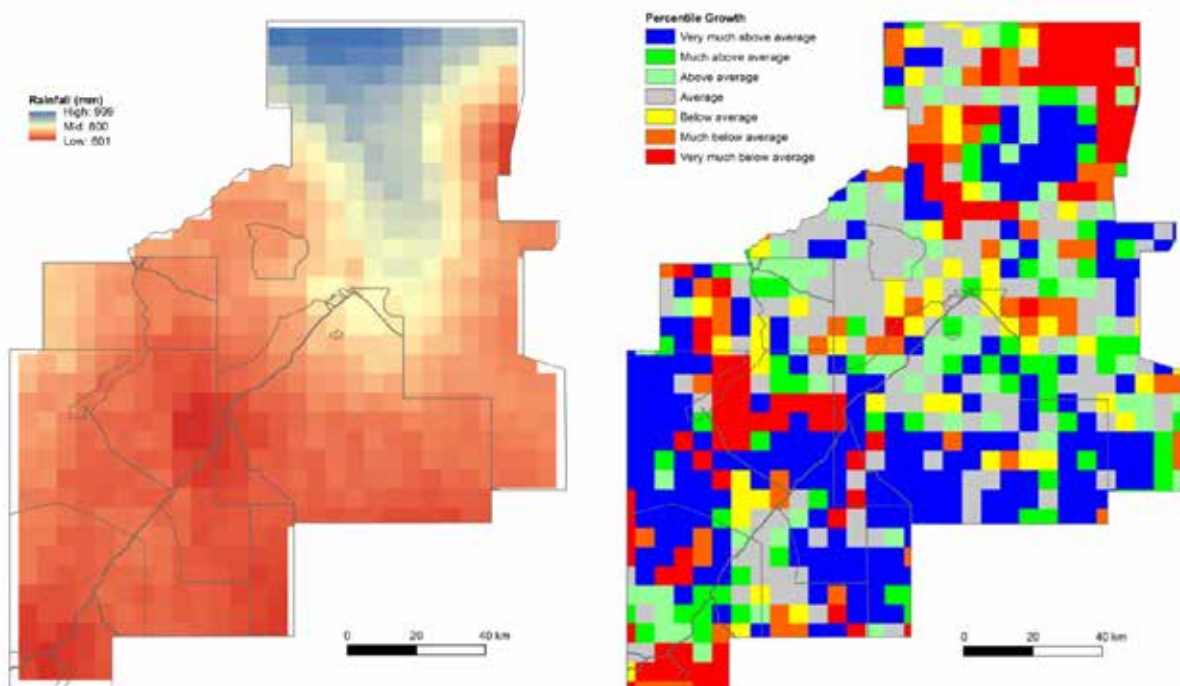 Rainfall (mm)
High: 999
Mid: 800
Low: 601
0 20 40 km
Percentile Growth
Very much above average
Much above average
Above average
Average
Below average
Much below average
Very much below average
0 20 40 km